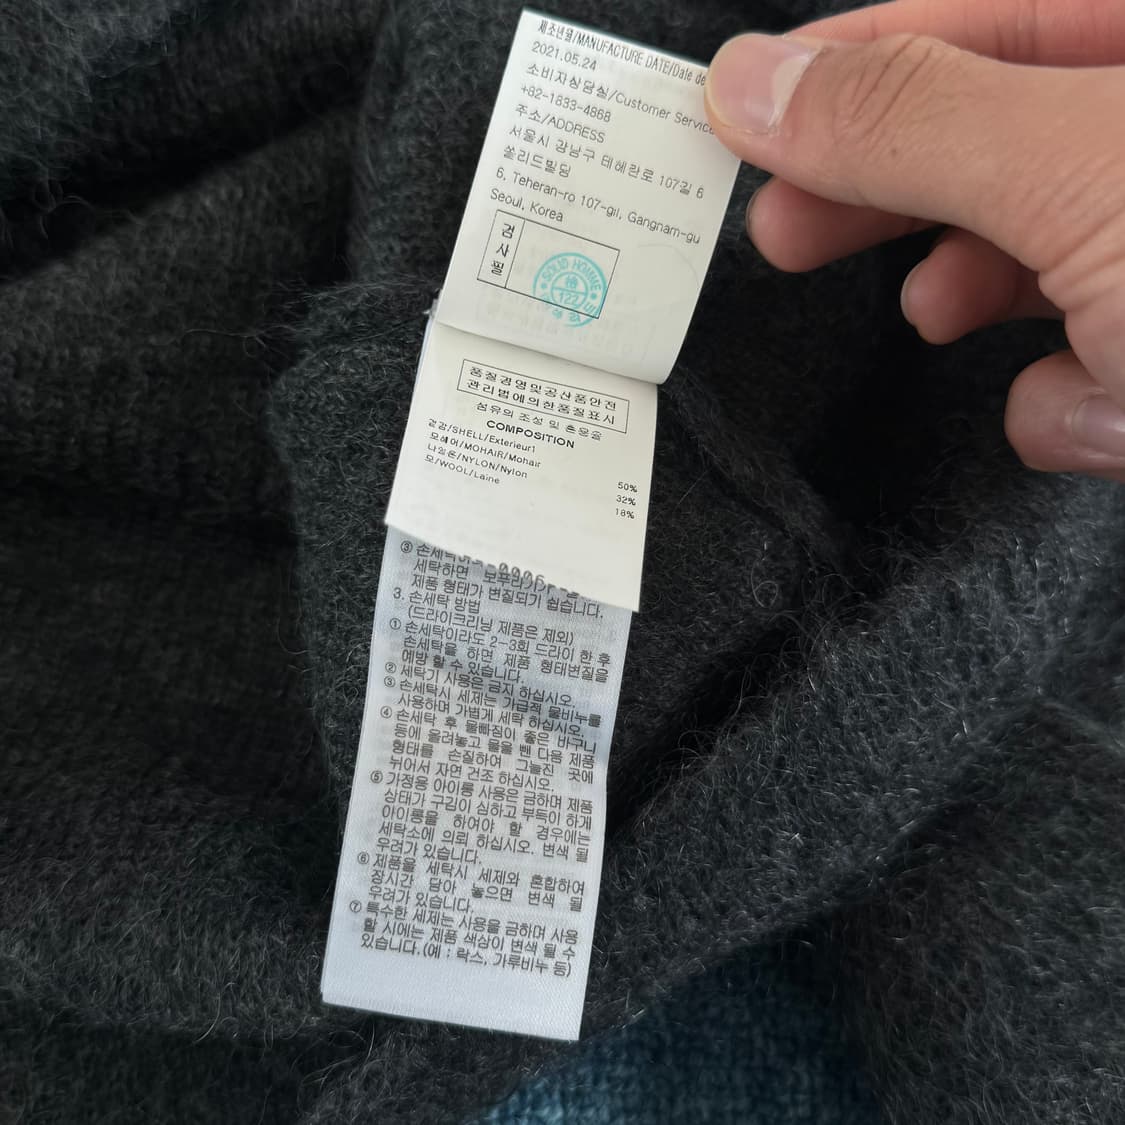 제조년월/MANUFACTURE DATE/Date de
2021.05.24
소비자상담실/Customer Service
+82-1833-4868
주소/ADDRESS
서울시 강남구 테헤란로 107길 6
쏠리드빌딩
6, Teheran-ro 107-gil, Gangnam-gu
Seoul, Korea
검사필
SOLID HOMME
122
품질경영및공산품안전
관리법에의한품질표시
섬유의 조성 및 혼용율
COMPOSITION
겉감/SHELL/Exterieur1
모헤어/MOHAIR/Mohair 50%
나일론/NYLON/Nylon 32%
모/WOOL/Laine 18%
③ 손세탁
세탁하면 보푸라기가
제품 형태가 변질되기 쉽습니다.
3. 손세탁 방법
(드라이크리닝 제품은 제외)
① 손세탁이라도 2-3회 드라이 한 후
손세탁을 하면 제품 형태변질을
예방 할 수 있습니다.
② 세탁기 사용은 금지 하십시오.
③ 손세탁시 세제는 가급적 물비누를
사용하며 가볍게 세탁 하십시오.
④ 손세탁 후 물빠짐이 좋은 바구니
등에 올려놓고 물을 뺀 다음 제품
형태를 손질하여 그늘진 곳에
뉘어서 자연 건조 하십시오.
⑤ 가정용 아이롱 사용은 금하며 제품
상태가 구김이 심하고 부득이 하게
아이롱을 하여야 할 경우에는
세탁소에 의뢰 하십시오. 변색 될
우려가 있습니다.
⑥ 제품을 세탁시 세제와 혼합하여
장시간 담아 놓으면 변색 될
우려가 있습니다.
⑦ 특수한 세제는 사용을 금하며 사용
할 시에는 제품 색상이 변색 될 수
있습니다.(예 : 락스, 가루비누 등)